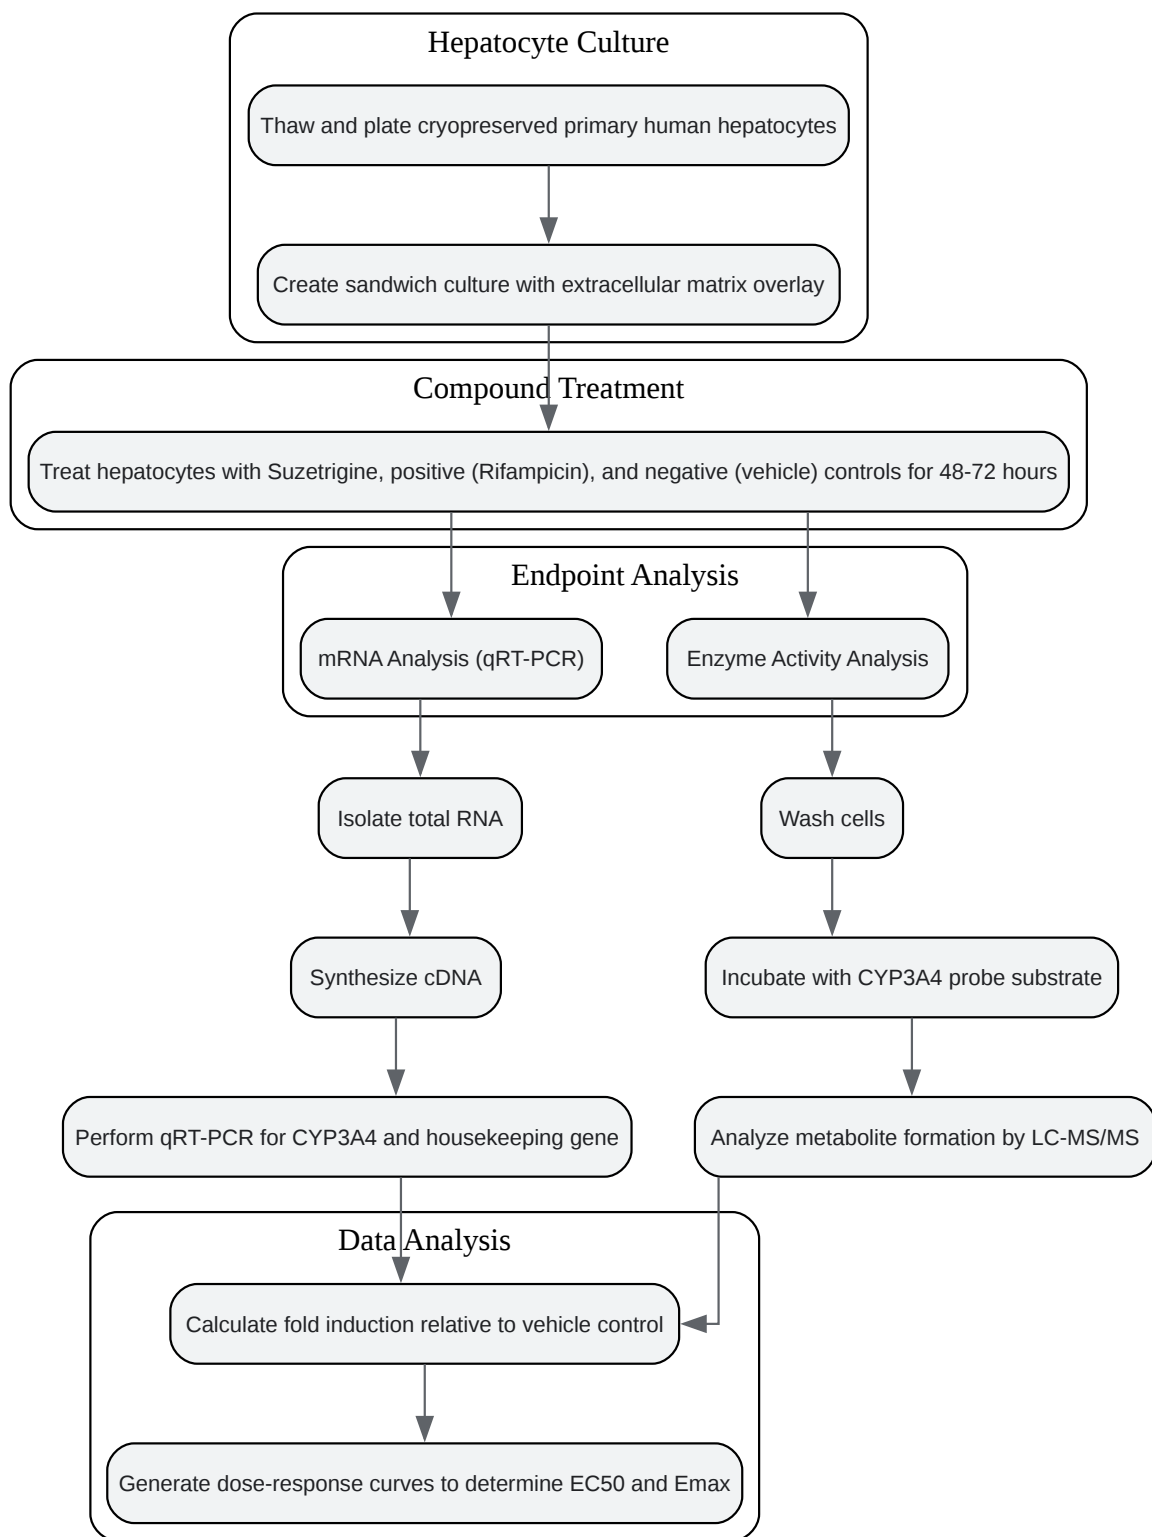 Hepatocyte Culture
Thaw and plate cryopreserved primary human hepatocytes
Create sandwich culture with extracellular matrix overlay
Compound Treatment
Treat hepatocytes with Suzetrigine, positive (Rifampicin), and negative (vehicle) controls for 48-72 hours
Endpoint Analysis
mRNA Analysis (qRT-PCR)
Enzyme Activity Analysis
Isolate total RNA
Wash cells
Synthesize cDNA
Incubate with CYP3A4 probe substrate
Perform qRT-PCR for CYP3A4 and housekeeping gene
Analyze metabolite formation by LC-MS/MS
Data Analysis
Calculate fold induction relative to vehicle control
Generate dose-response curves to determine EC50 and Emax